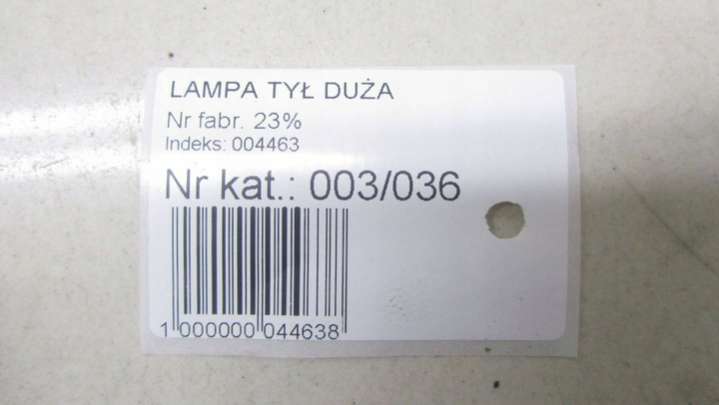 LAMPA TYŁ DUŻA
Nr fabr. 23%
Indeks: 004463
Nr kat.: 003/036
1 000000 044638